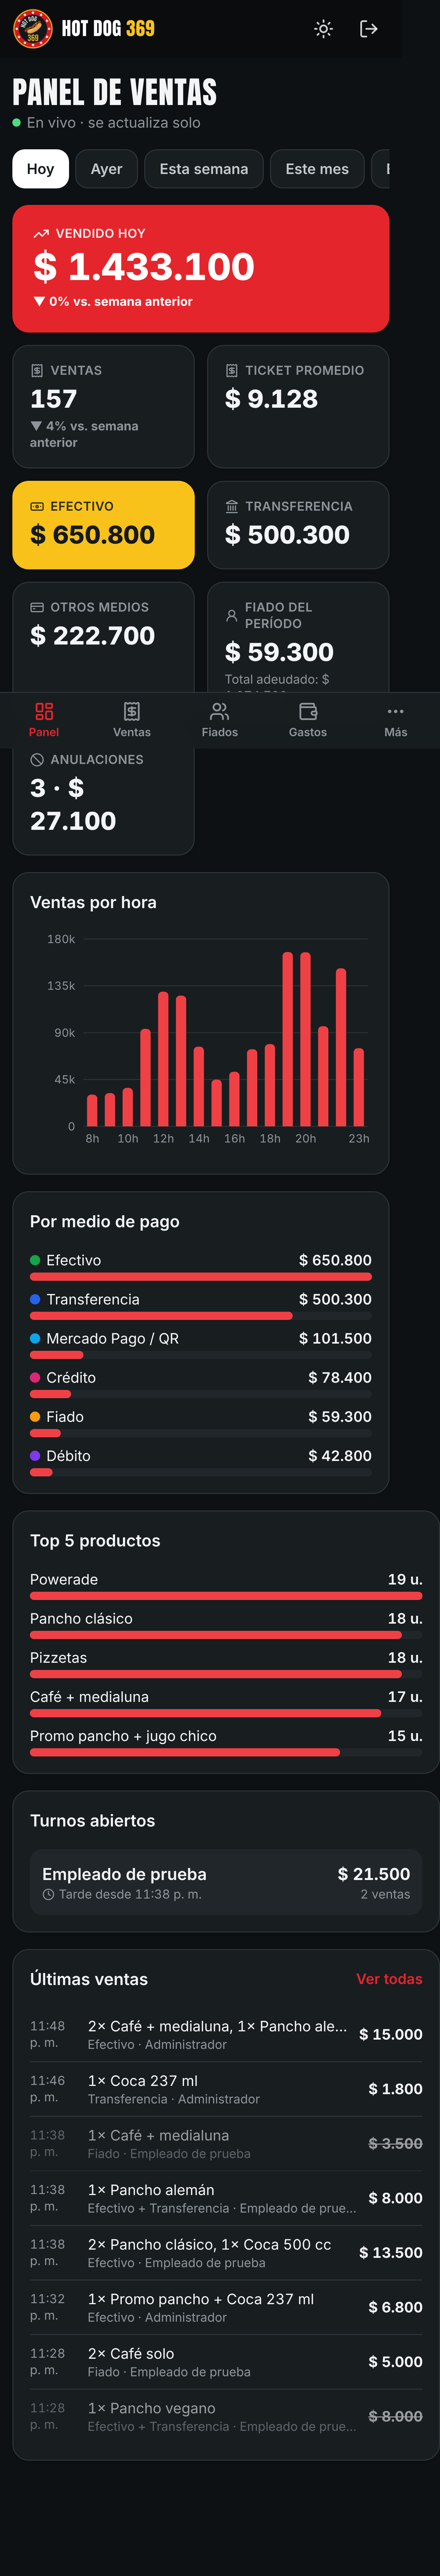 HOT DOG 369
HOT DOG
369
PANEL DE VENTAS
En vivo · se actualiza solo
Hoy
Ayer
Esta semana
Este mes
VENDIDO HOY
$ 1.433.100
▼ 0% vs. semana anterior
VENTAS
157
▼ 4% vs. semana
anterior
TICKET PROMEDIO
$ 9.128
EFECTIVO
$ 650.800
TRANSFERENCIA
$ 500.300
OTROS MEDIOS
$ 222.700
FIADO DEL
PERÍODO
$ 59.300
Total adeudado: $
Panel
Ventas
Fiados
Gastos
Más
ANULACIONES
3 · $
27.100
Ventas por hora
180k
135k
90k
45k
0
8h 10h 12h 14h 16h 18h 20h 23h
Por medio de pago
Efectivo $ 650.800
Transferencia $ 500.300
Mercado Pago / QR $ 101.500
Crédito $ 78.400
Fiado $ 59.300
Débito $ 42.800
Top 5 productos
Powerade 19 u.
Pancho clásico 18 u.
Pizzetas 18 u.
Café + medialuna 17 u.
Promo pancho + jugo chico 15 u.
Turnos abiertos
Empleado de prueba $ 21.500
Tarde desde 11:38 p. m. 2 ventas
Últimas ventas Ver todas
11:48 p. m.
2× Café + medialuna, 1× Pancho ale... $ 15.000
Efectivo · Administrador
11:46 p. m.
1× Coca 237 ml $ 1.800
Transferencia · Administrador
11:38 p. m.
1× Café + medialuna $ 3.500
Fiado · Empleado de prueba
11:38 p. m.
1× Pancho alemán $ 8.000
Efectivo + Transferencia · Empleado de prue...
11:38 p. m.
2× Pancho clásico, 1× Coca 500 cc $ 13.500
Efectivo · Empleado de prueba
11:32 p. m.
1× Promo pancho + Coca 237 ml $ 6.800
Efectivo · Administrador
11:28 p. m.
2× Café solo $ 5.000
Fiado · Empleado de prueba
11:28 p. m.
1× Pancho vegano $ 8.000
Efectivo + Transferencia · Empleado de prue...